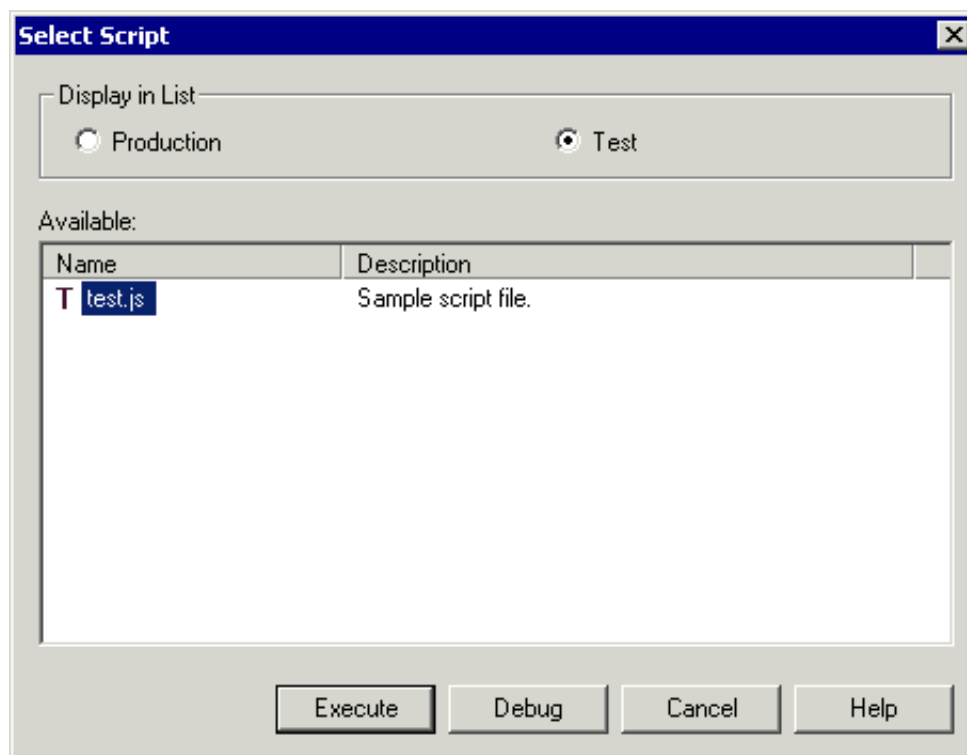 Select Script
Display in List
Production Test
Available:
Name Description
T test.js Sample script file.
Execute Debug Cancel Help